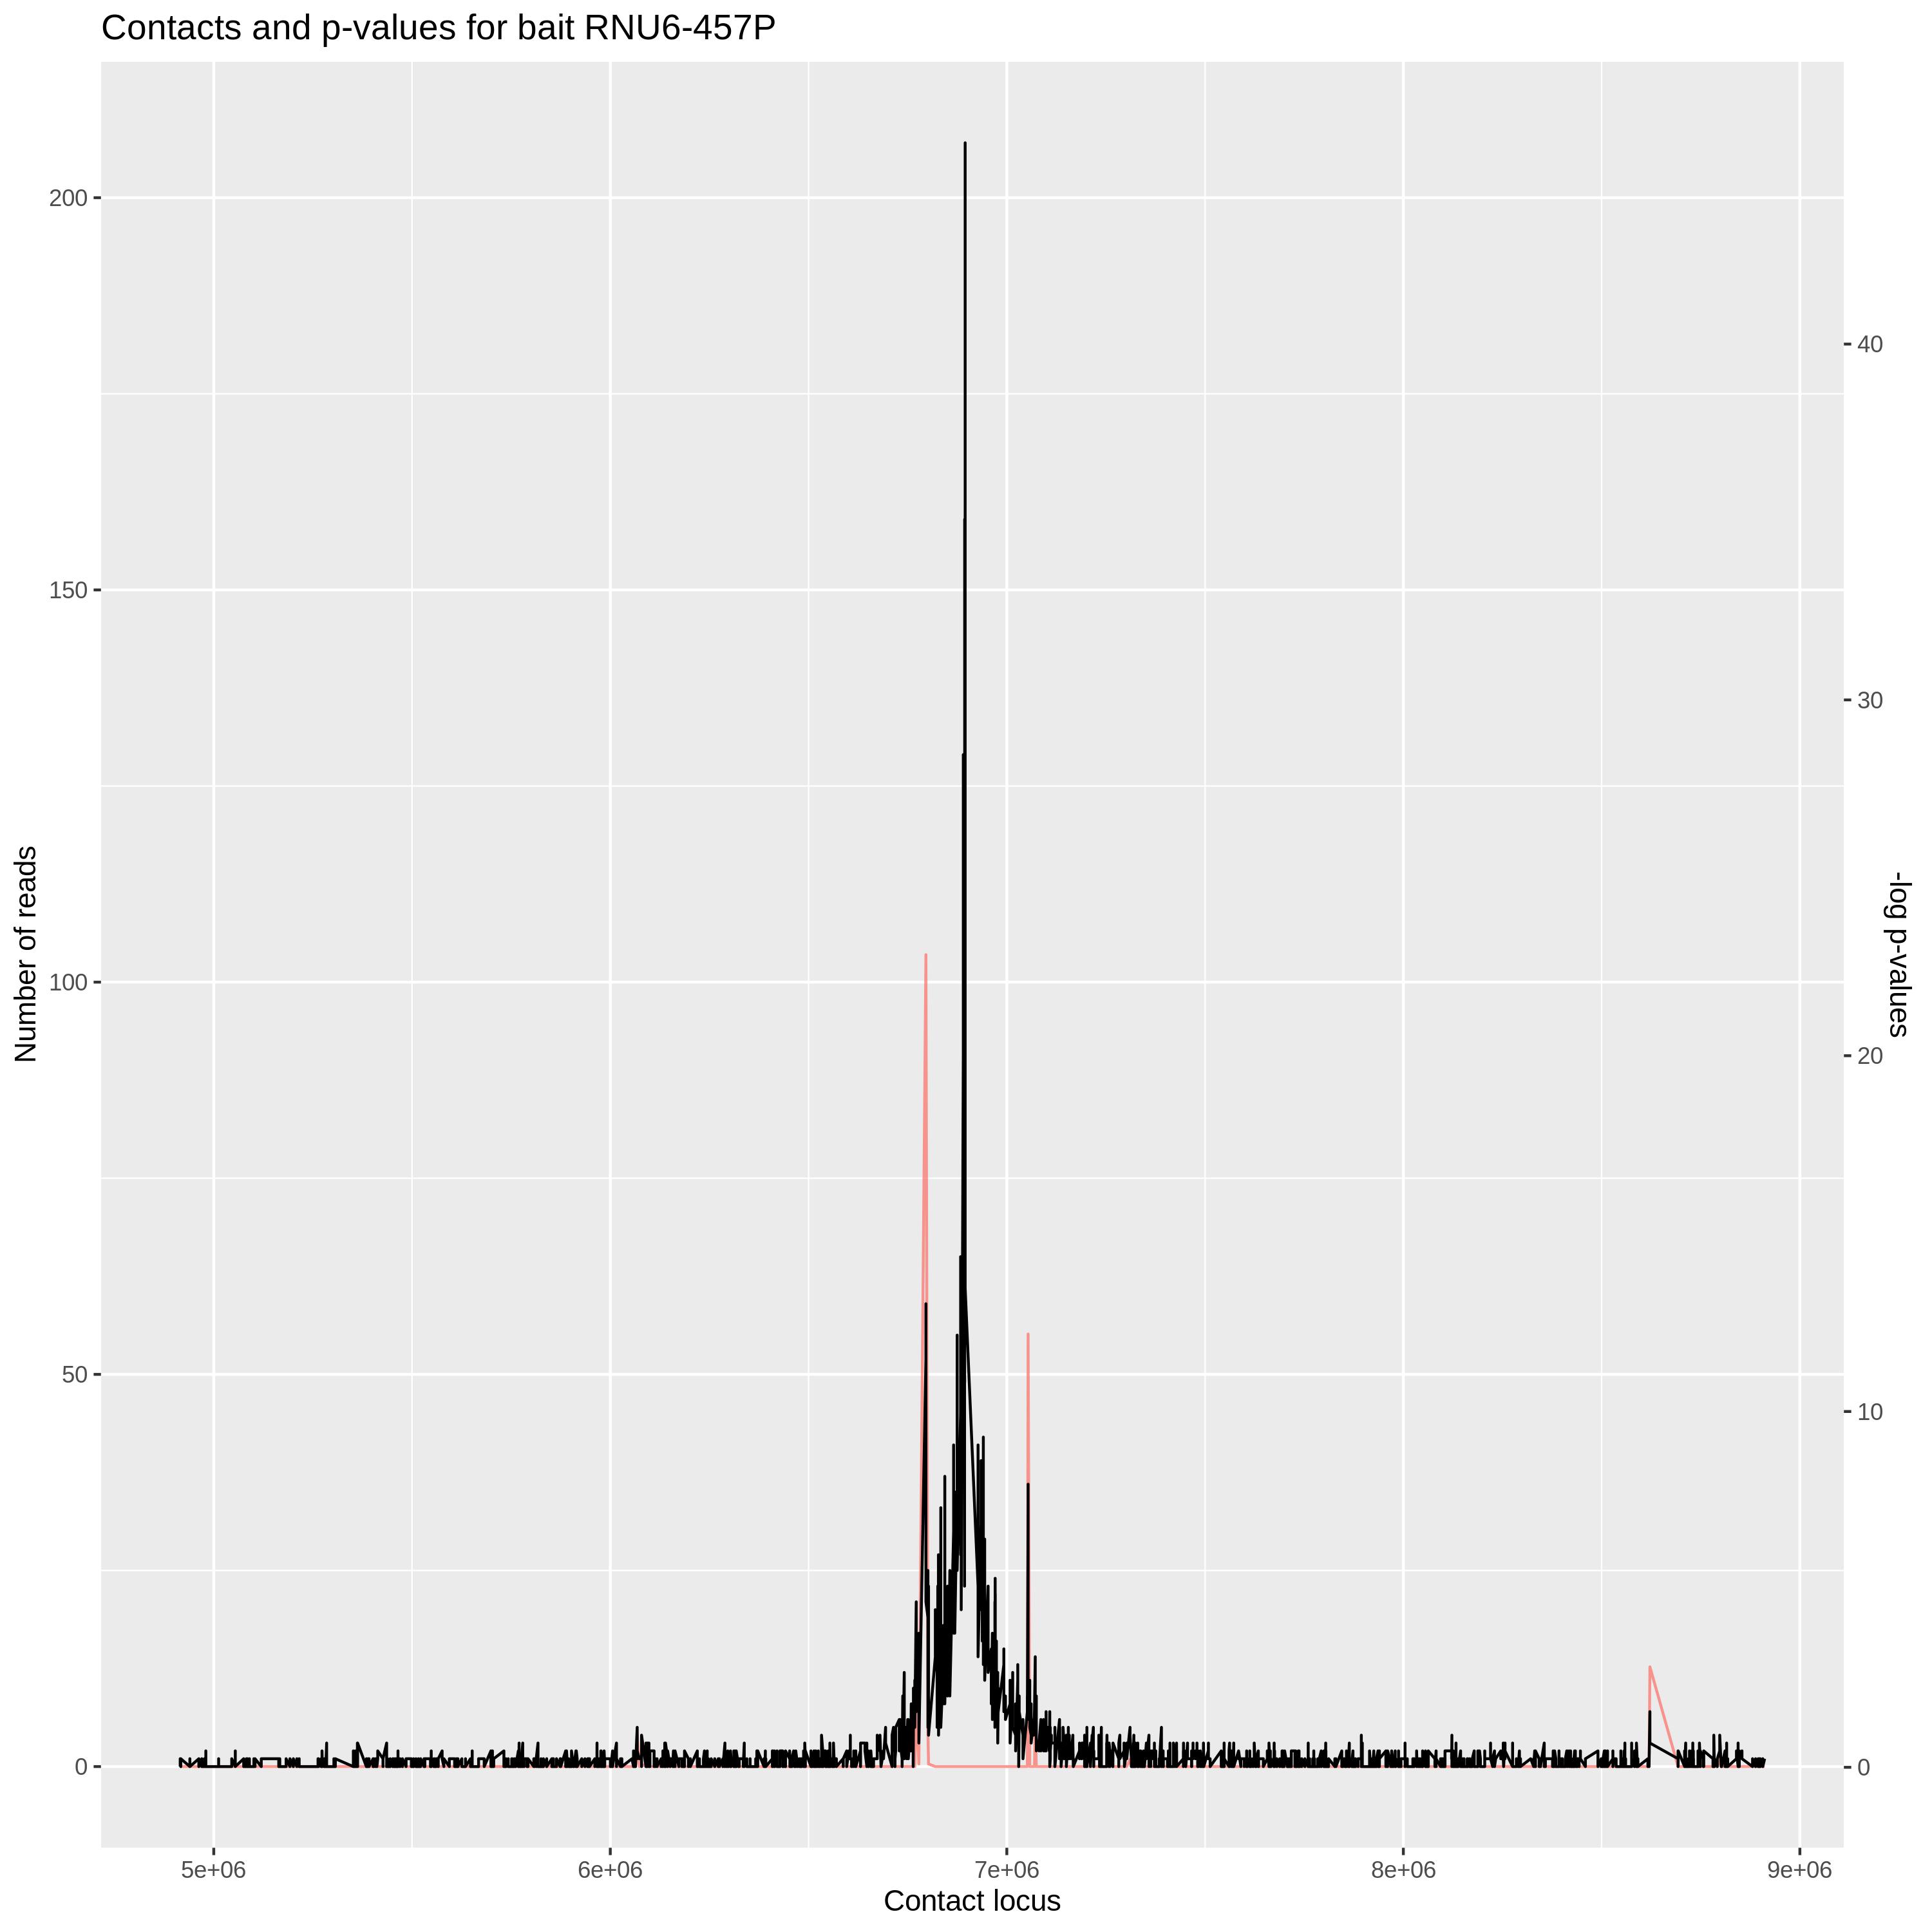 Contacts and p-values for bait RNU6-457P
200
150
100
50
0
Number of reads
40
30
20
10
0
-log p-values
5e+06
6e+06
7e+06
8e+06
9e+06
Contact locus